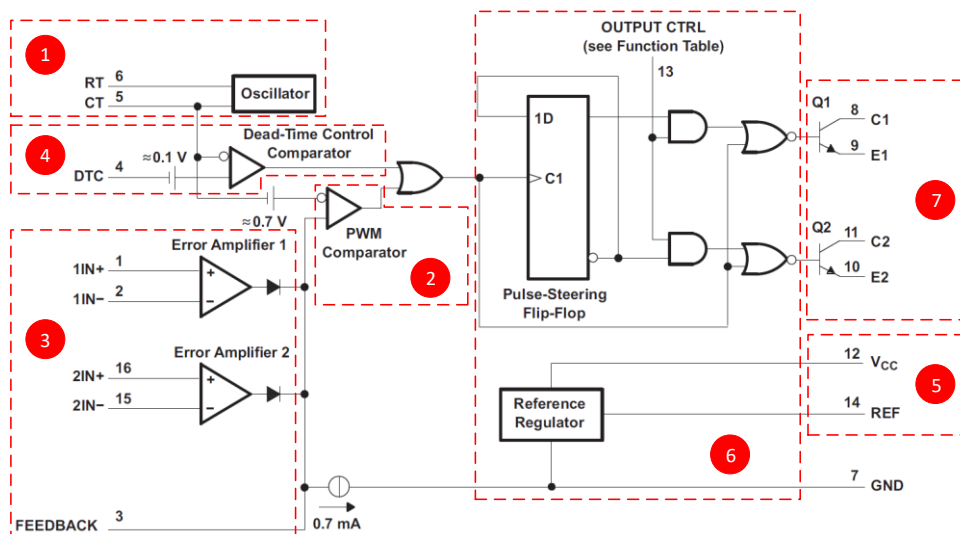 1
RT 6
CT 5
Oscillator
4
≈0.1 V
DTC 4
Dead-Time Control
Comparator
≈0.7 V
PWM
Comparator
2
3
Error Amplifier 1
1IN+ 1
1IN− 2
+
−
Error Amplifier 2
2IN+ 16
2IN− 15
+
−
FEEDBACK 3
0.7 mA
OUTPUT CTRL
(see Function Table)
13
1D
C1
Pulse-Steering
Flip-Flop
Reference
Regulator
6
Q1
8 C1
9 E1
7
Q2
11 C2
10 E2
12 VCC
14 REF
5
7 GND